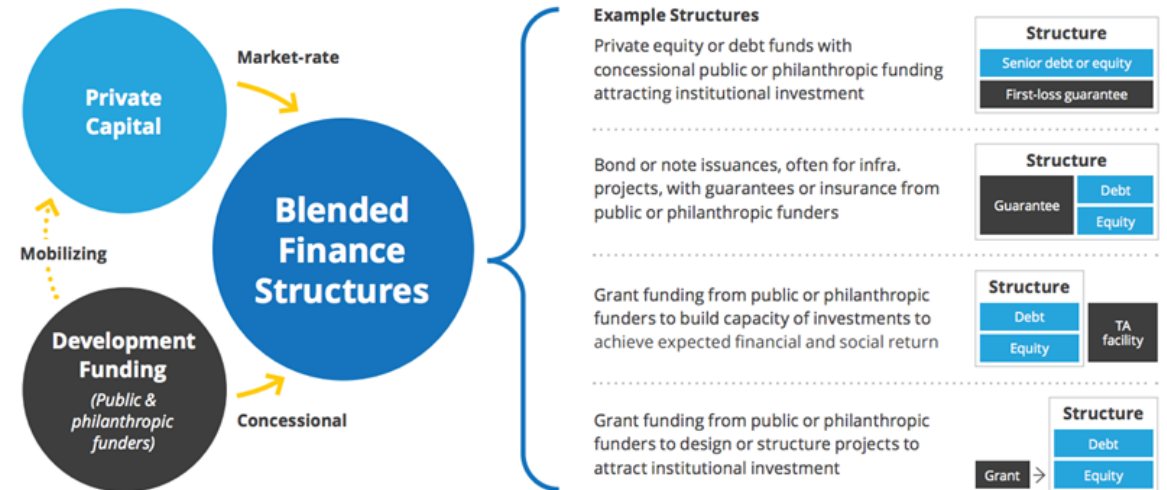 Market-rate
Private
Capital
Blended
Finance
Structures
Mobilizing
Development
Funding
(Public &
philanthropic
funders)
Concessional
Example Structures
Private equity or debt funds with
concessional public or philanthropic funding
attracting institutional investment
Structure
Senior debt or equity
First-loss guarantee
Bond or note issuances, often for infra.
projects, with guarantees or insurance from
public or philanthropic funders
Structure
Guarantee
Debt
Equity
Grant funding from public or philanthropic
funders to build capacity of investments to
achieve expected financial and social return
Structure
Debt
Equity
TA
facility
Grant funding from public or philanthropic
funders to design or structure projects to
attract institutional investment
Structure
Debt
Grant
Equity